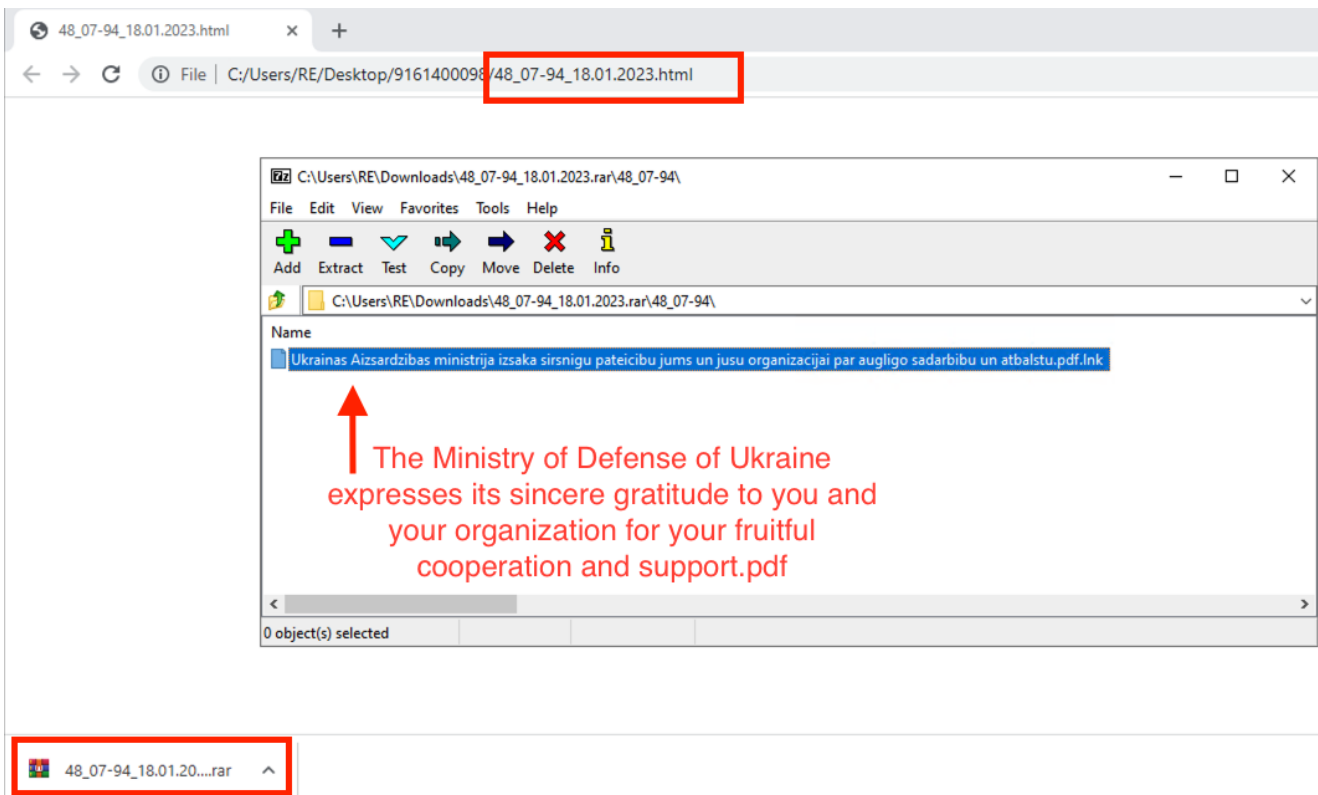 48_07-94_18.01.2023.html
File | C:/Users/RE/Desktop/9161400098/48_07-94_18.01.2023.html
C:\Users\RE\Downloads\48_07-94_18.01.2023.rar\48_07-94\
File Edit View Favorites Tools Help
Add Extract Test Copy Move Delete Info
C:\Users\RE\Downloads\48_07-94_18.01.2023.rar\48_07-94\
Name
Ukrainas Aizsardzibas ministrija izsaka sirsnigu pateicibu jums un jusu organizacijai par augligo sadarbibu un atbalstu.pdf.lnk
The Ministry of Defense of Ukraine
expresses its sincere gratitude to you and
your organization for your fruitful
cooperation and support.pdf
0 object(s) selected
48_07-94_18.01.20....rar